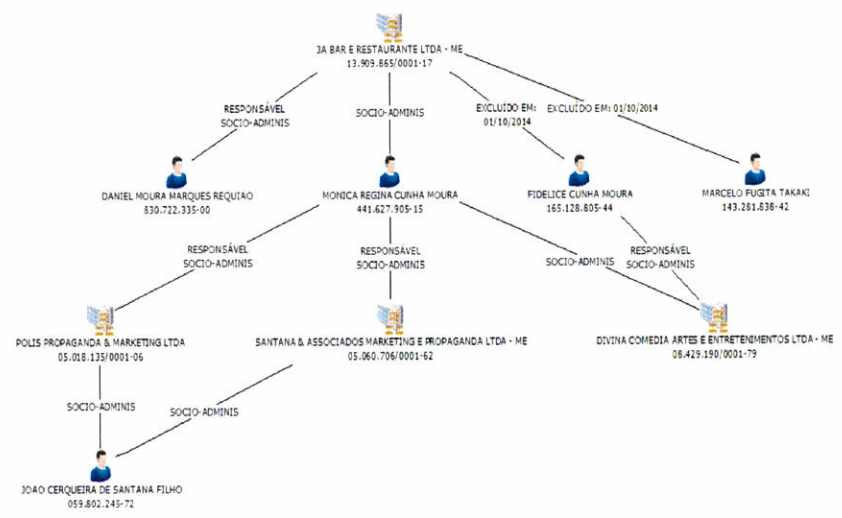 3A BAR E RESTAURANTE LTDA - ME
13.909.865/0001-17
RESPONSÁVEL
SOCIO-ADMINIS
SOCIO-ADMINIS
EXCLUÍDO EM:
01/10/2014
EXCLUÍDO EM: 01/10/2014
DANIEL MOURA MARQUES REQUIAO
830.722.335-00
MONICA REGINA CUNHA MOURA
441.627.905-15
FIDELICE CUNHA MOURA
165.128.805-44
MARCELO FUGITA TAKAKI
143.281.838-42
RESPONSÁVEL
SOCIO-ADMINIS
RESPONSÁVEL
SOCIO-ADMINIS
SOCIO-ADMINIS
RESPONSÁVEL
SOCIO-ADMINIS
POLIS PROPAGANDA & MARKETING LTDA
05.018.135/0001-06
SANTANA & ASSOCIADOS MARKETING E PROPAGANDA LTDA - ME
05.060.706/0001-62
DIVINA COMEDIA ARTES E ENTRETENIMENTOS LTDA - ME
08.429.190/0001-79
SOCIO-ADMINIS
SOCIO-ADMINIS
JOAO CERQUEIRA DE SANTANA FILHO
059.802.245-72